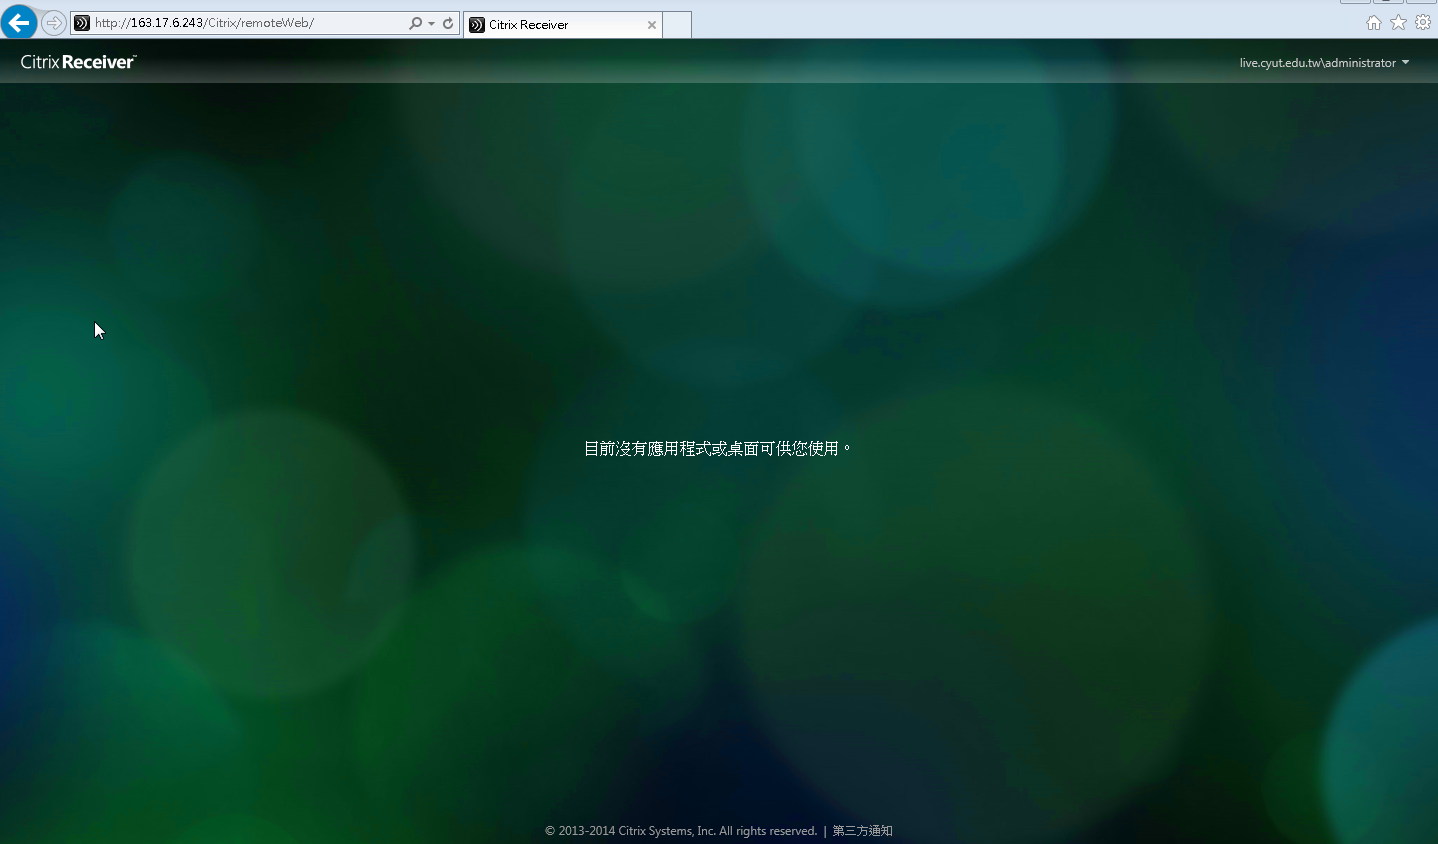 http://163.17.6.243/Citrix/remoteWeb/
Citrix Receiver
Citrix Receiver™
live.cyut.edu.tw\administrator
目前沒有應用程式或桌面可供您使用。
© 2013-2014 Citrix Systems, Inc. All rights reserved. | 第三方通知